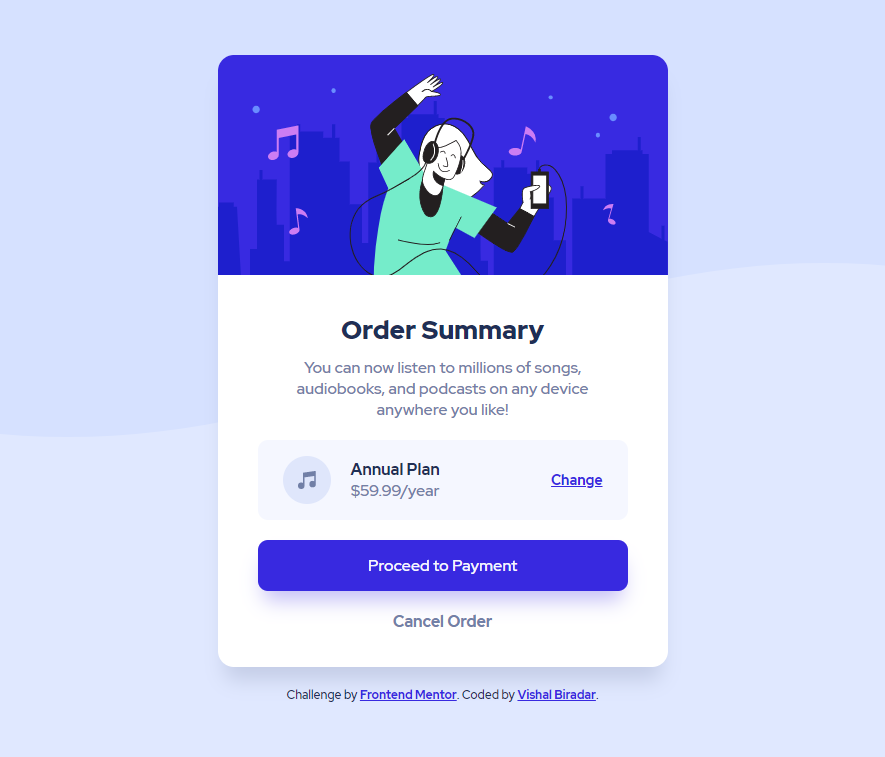 Order Summary
You can now listen to millions of songs,
audiobooks, and podcasts on any device
anywhere you like!
Annual Plan
$59.99/year
Change
Proceed to Payment
Cancel Order
Challenge by Frontend Mentor. Coded by Vishal Biradar.